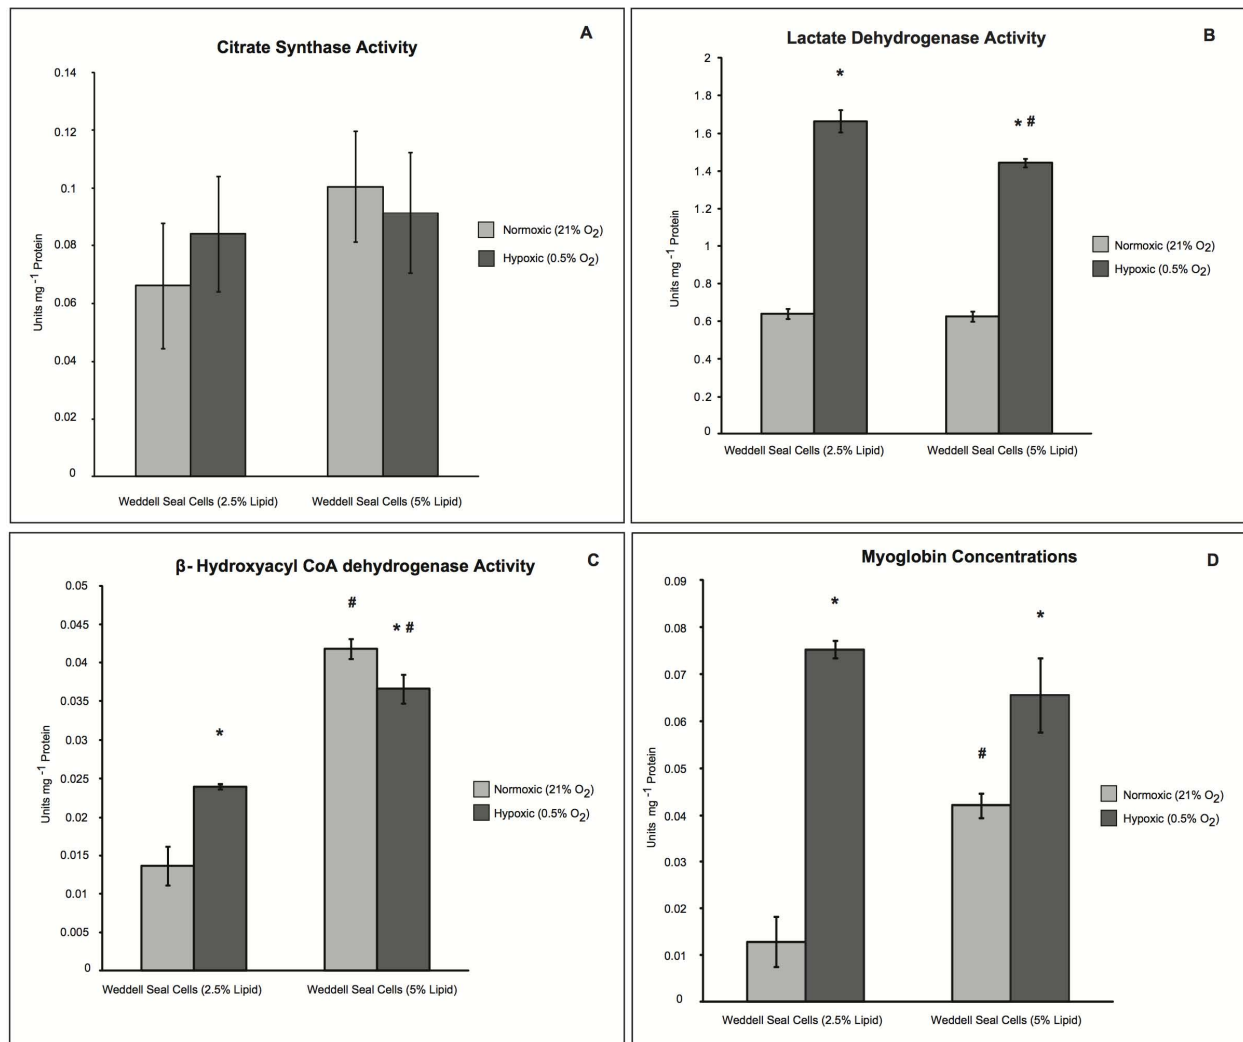 A
Citrate Synthase Activity
0.14
0.12
0.1
0.08
0.06
0.04
0.02
0
Units mg -1 Protein
Normoxic (21% O2)
Hypoxic (0.5% O2)
Weddell Seal Cells (2.5% Lipid)
Weddell Seal Cells (5% Lipid)
B
Lactate Dehydrogenase Activity
2
1.8
1.6
1.4
1.2
1
0.8
0.6
0.4
0.2
0
Units mg -1 Protein
*
* #
Normoxic (21% O2)
Hypoxic (0.5% O2)
Weddell Seal Cells (2.5% Lipid)
Weddell Seal Cells (5% Lipid)
C
β- Hydroxyacyl CoA dehydrogenase Activity
0.05
0.045
0.04
0.035
0.03
0.025
0.02
0.015
0.01
0.005
0
Units mg -1 Protein
*
#
* #
Normoxic (21% O2)
Hypoxic (0.5% O2)
Weddell Seal Cells (2.5% Lipid)
Weddell Seal Cells (5% Lipid)
D
Myoglobin Concentrations
0.09
0.08
0.07
0.06
0.05
0.04
0.03
0.02
0.01
0
Units mg -1 Protein
*
#
*
Normoxic (21% O2)
Hypoxic (0.5% O2)
Weddell Seal Cells (2.5% Lipid)
Weddell Seal Cells (5% Lipid)